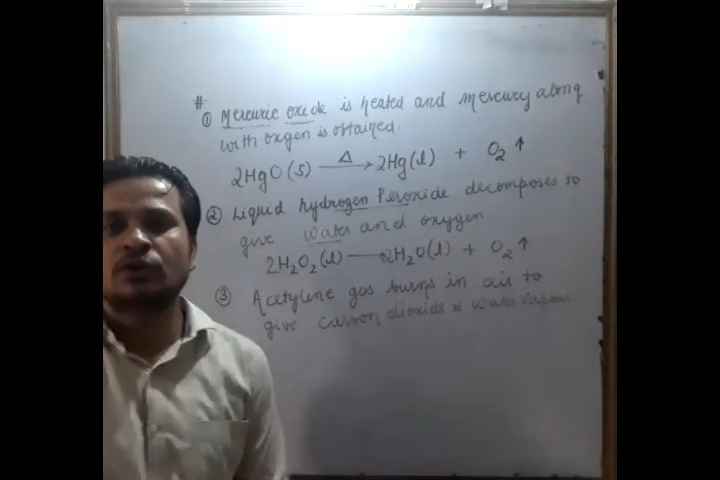 #
① Mercuric oxide is heated and mercury along
with oxgen is obtained.
2HgO(s) —Δ→ 2Hg(l) + O₂↑
② Liquid hydrogen Peroxide decomposes to
give water and oxygen
2H₂O₂(l) ⟶ 2H₂O(l) + O₂↑
③ Acetylene gas burns in air to
give carbon dioxide & water vapour